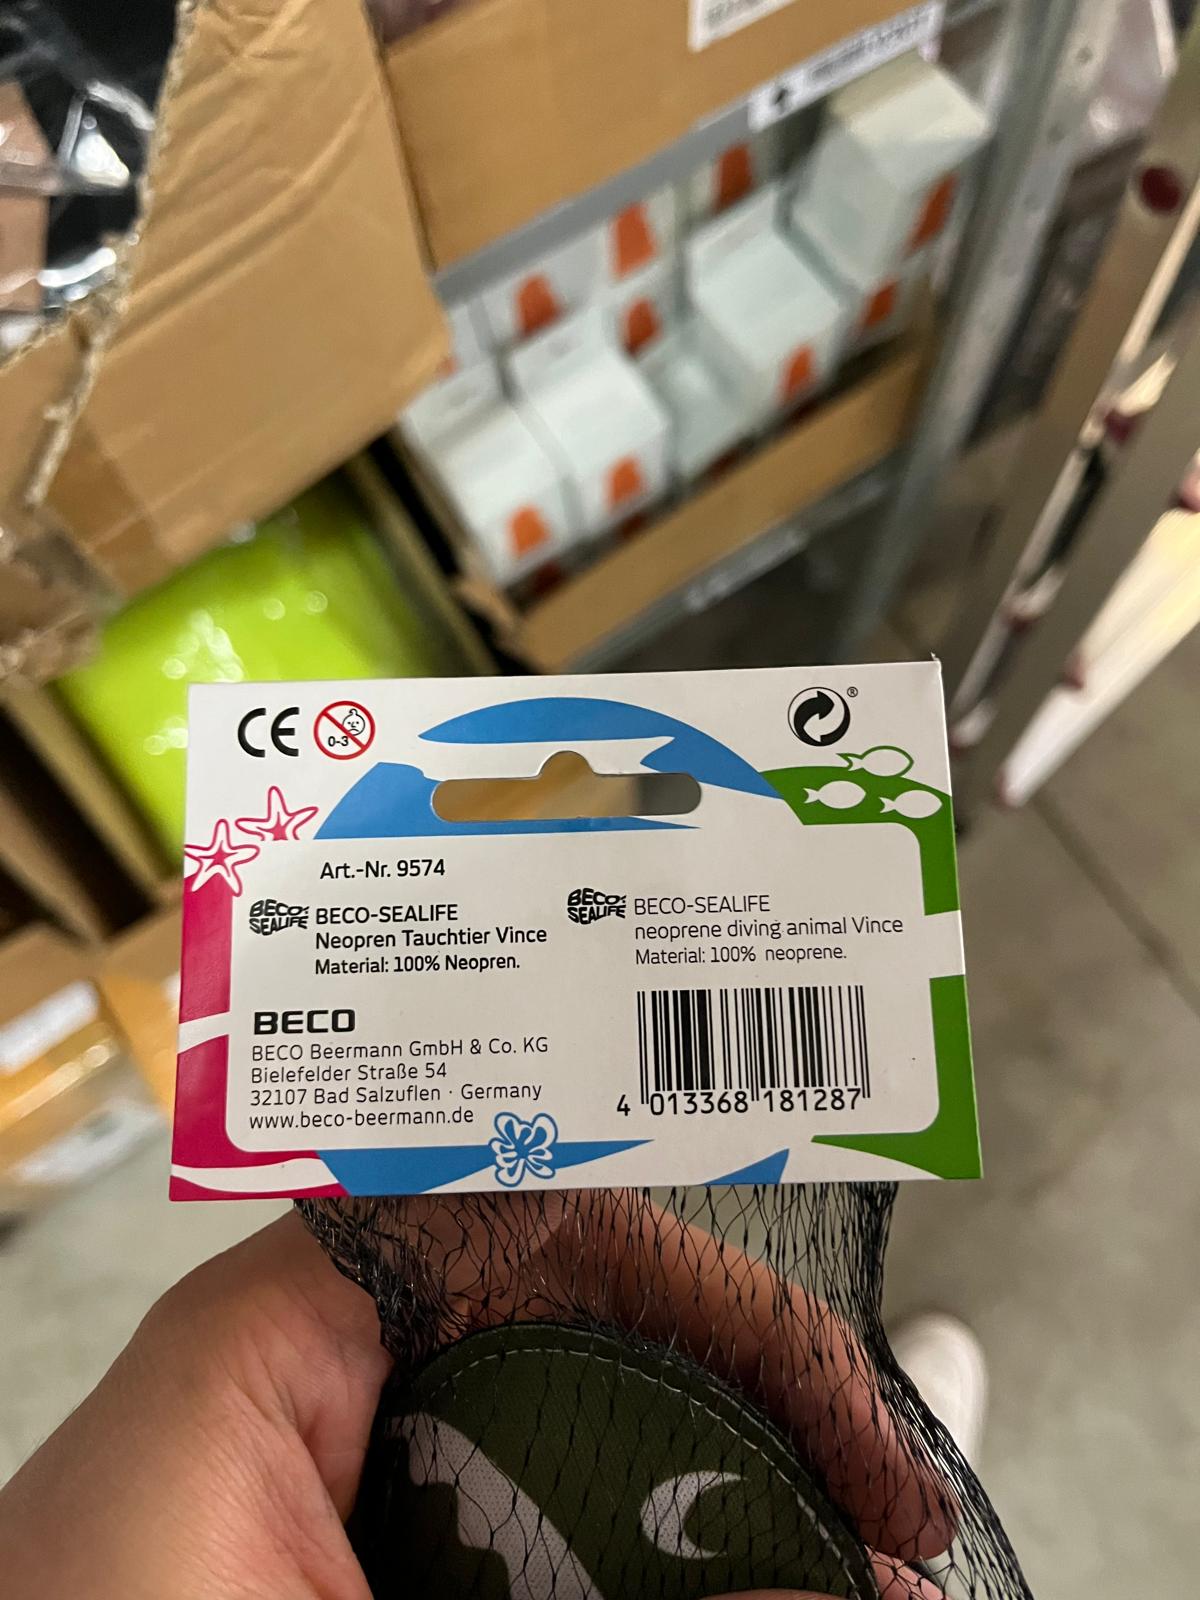 CE
0-3
®
Art.-Nr. 9574
BECO
SEALIFE
BECO-SEALIFE
Neopren Tauchtier Vince
Material: 100% Neopren.
BECO
SEALIFE
BECO-SEALIFE
neoprene diving animal Vince
Material: 100% neoprene.
BECO
BECO Beermann GmbH & Co. KG
Bielefelder Straße 54
32107 Bad Salzuflen · Germany
www.beco-beermann.de
4 013368 181287